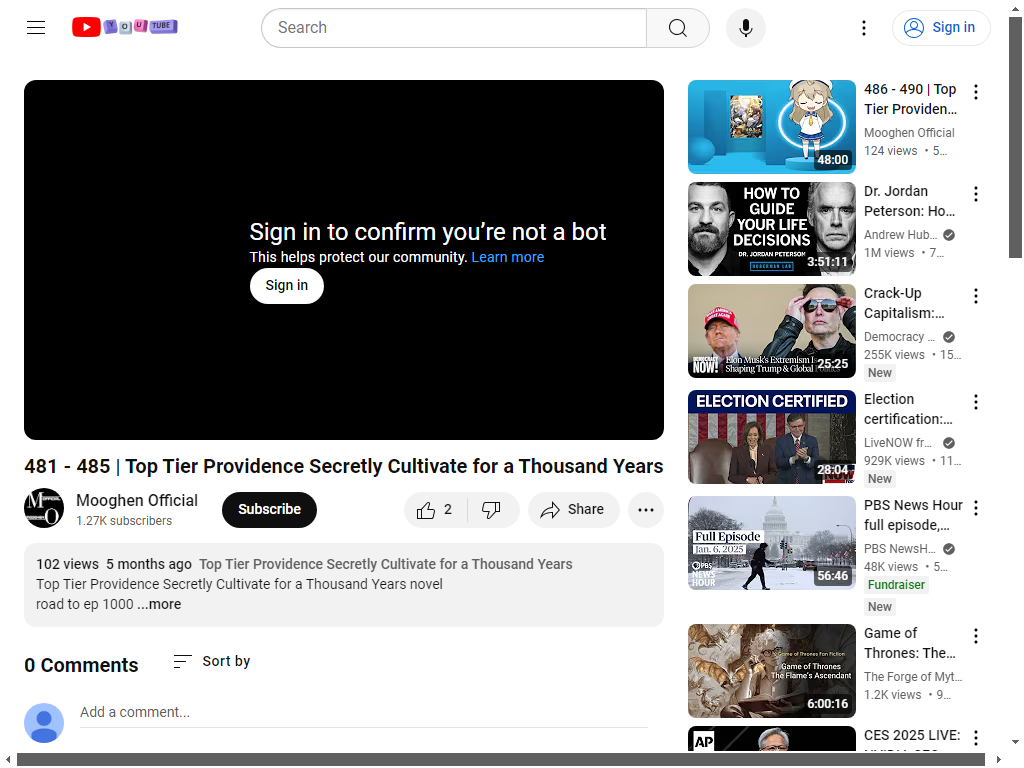 YOUTUBE
Search
Sign in
Sign in to confirm you’re not a bot
This helps protect our community. Learn more
Sign in
481 - 485 | Top Tier Providence Secretly Cultivate for a Thousand Years
Mooghen Official
1.27K subscribers
Subscribe
2
Share
102 views 5 months ago Top Tier Providence Secretly Cultivate for a Thousand Years
Top Tier Providence Secretly Cultivate for a Thousand Years novel
road to ep 1000 ...more
0 Comments
Sort by
Add a comment...
48:00
486 - 490 | Top
Tier Providen…
Mooghen Official
124 views • 5…
HOW TO
GUIDE
YOUR LIFE
DECISIONS
DR. JORDAN PETERSON
HUBERMAN LAB
3:51:11
Dr. Jordan
Peterson: Ho…
Andrew Hub…
1M views • 7…
DEMOCRACY
NOW!
Elon Musk's Extremism Is
Shaping Trump & Global Politics
25:25
Crack-Up
Capitalism:…
Democracy …
255K views • 15…
New
ELECTION CERTIFIED
NOW
28:04
Election
certification:…
LiveNOW fr…
929K views • 11…
New
Full Episode
Jan. 6, 2025
PBS
NEWS
HOUR
56:46
PBS News Hour
full episode,…
PBS NewsH…
48K views • 5…
Fundraiser
New
Game of Thrones Fan Fiction
Game of Thrones
The Flame's Ascendant
6:00:16
Game of
Thrones: The…
The Forge of Myt…
1.2K views • 9…
AP
CES 2025 LIVE: